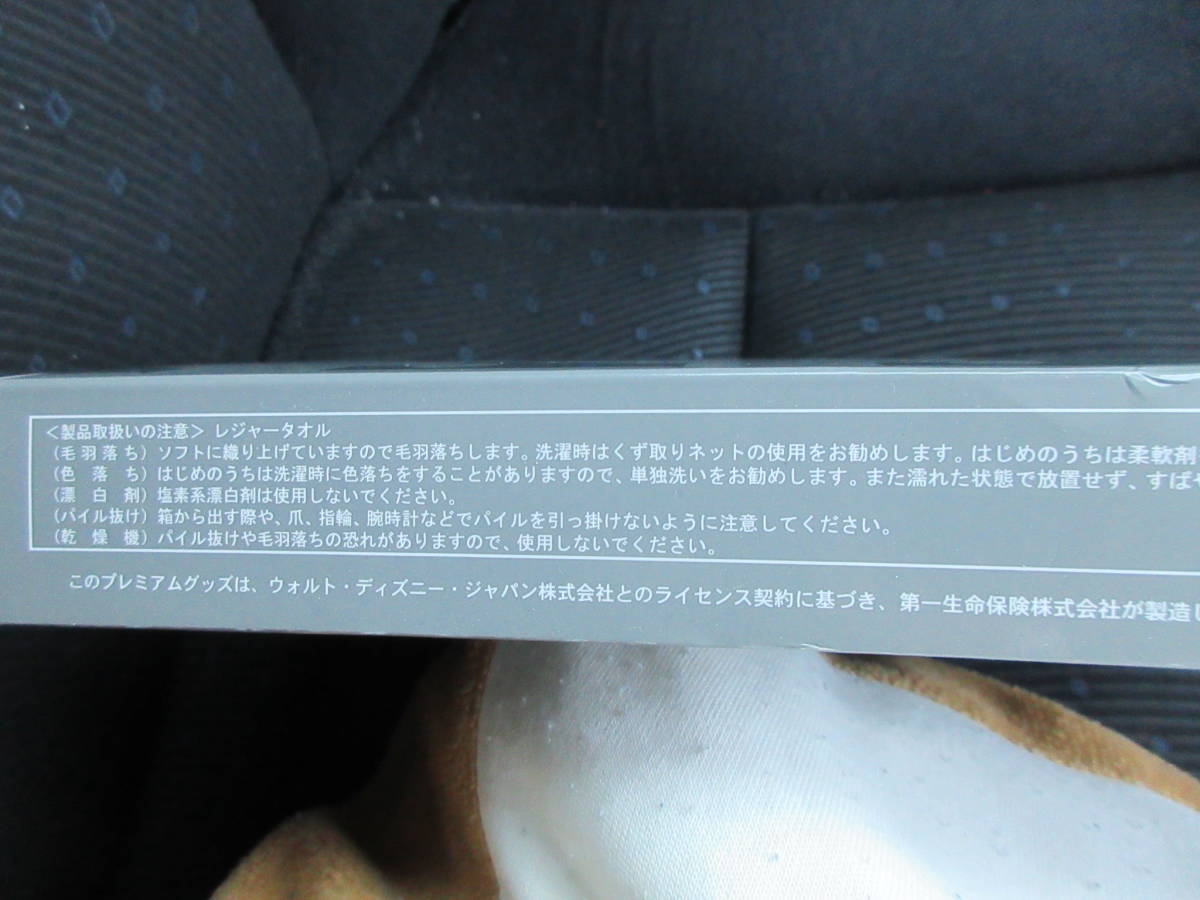 ＜製品取扱いの注意＞ レジャータオル
(毛 羽 落 ち) ソフトに織り上げていますので毛羽落ちします。洗濯時はくず取りネットの使用をお勧めします。はじめのうちは柔軟剤
(色　落　ち) はじめのうちは洗濯時に色落ちをすることがありますので、単独洗いをお勧めします。また濡れた状態で放置せず、すばや
(漂　白　剤) 塩素系漂白剤は使用しないでください。
(パイル抜け) 箱から出す際や、爪、指輪、腕時計などでパイルを引っ掛けないように注意してください。
(乾　燥　機) パイル抜けや毛羽落ちの恐れがありますので、使用しないでください。
このプレミアムグッズは、ウォルト・ディズニー・ジャパン株式会社とのライセンス契約に基づき、第一生命保険株式会社が製造し